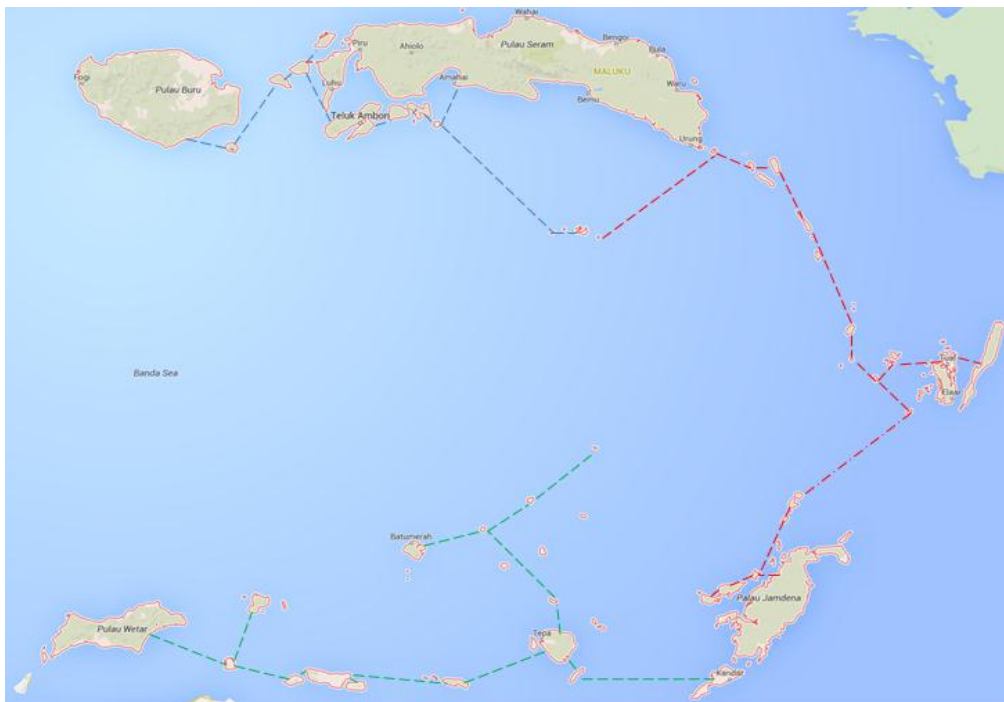 Wahai
Piru
Ahiolo
Pulau Seram
Bengoi
Bula
Fogi
Pulau Buru
Luhu
Amahai
MALUKU
Waru
Bemu
Teluk Ambon
Urung
Banda Sea
Tual
Elaar
Batumerah
Pulau Wetar
Tepa
Palau Jamdena
Kandar